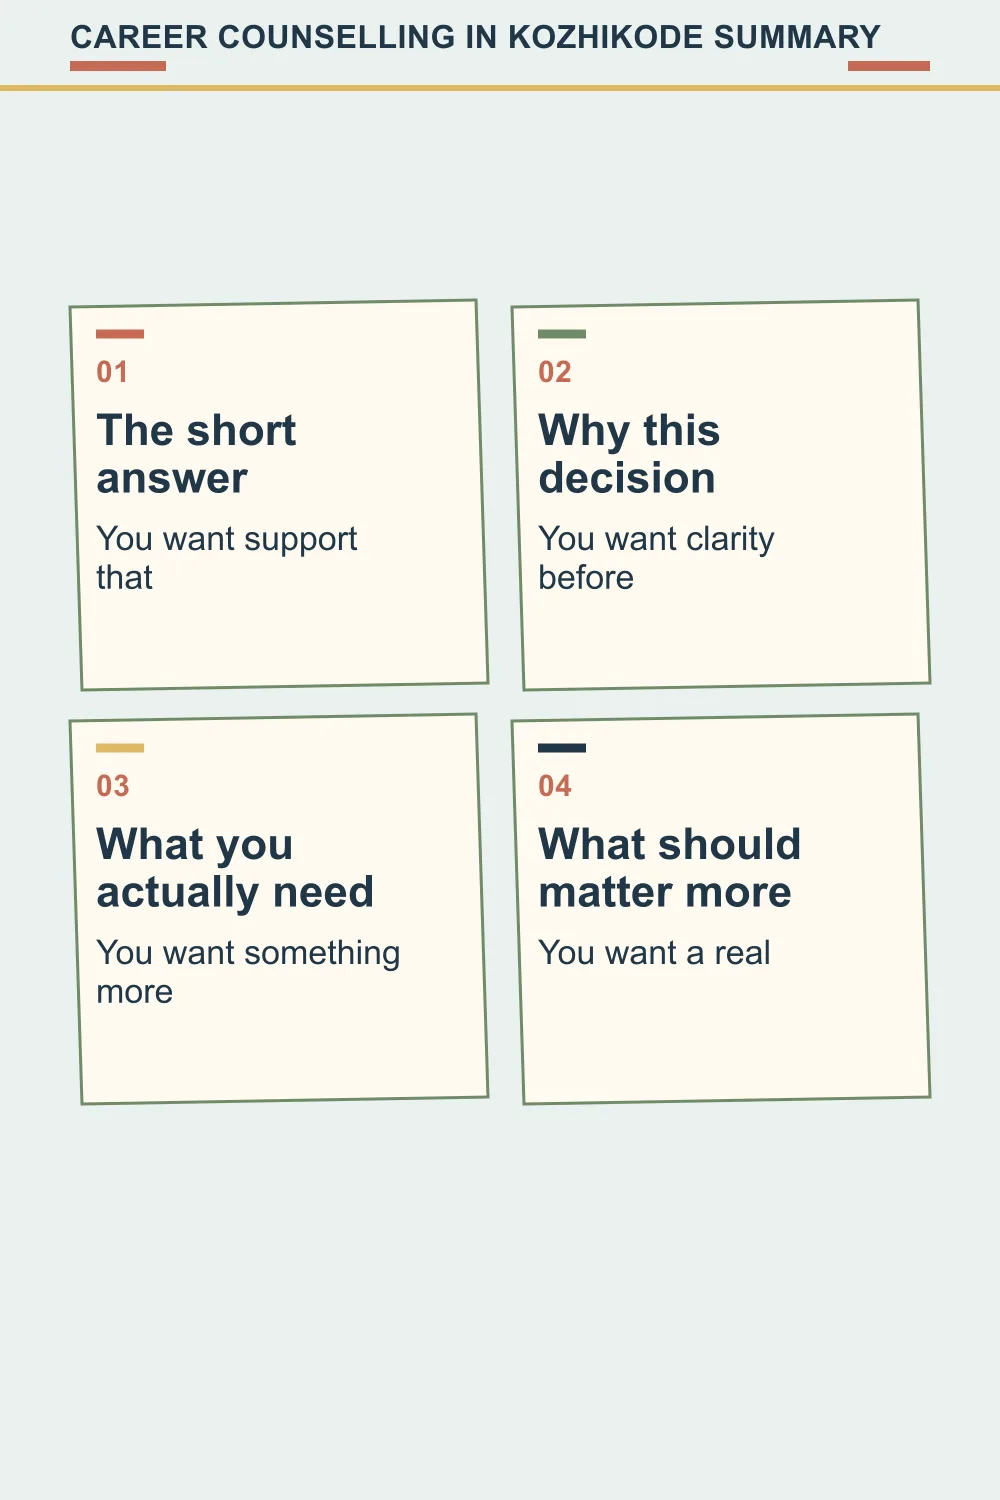 CAREER COUNSELLING IN KOZHIKODE SUMMARY
01
The short
answer
You want support
that
02
Why this
decision
You want clarity
before
03
What you
actually need
You want something
more
04
What should
matter more
You want a real